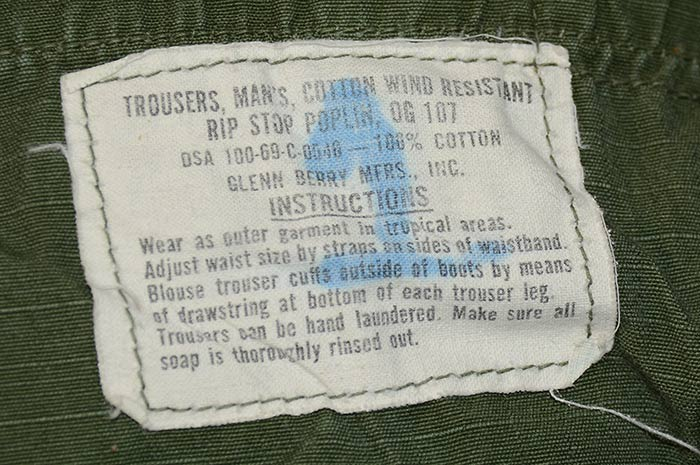 TROUSERS, MAN'S, COTTON WIND RESISTANT
RIP STOP POPLIN, OG 107
DSA 100-69-C-0546 — 100% COTTON
GLENN BERRY MFRS., INC.
INSTRUCTIONS
Wear as outer garment in tropical areas.
Adjust waist size by straps on sides of waistband.
Blouse trouser cuffs outside of boots by means
of drawstring at bottom of each trouser leg.
Trousers can be hand laundered. Make sure all
soap is thoroughly rinsed out.